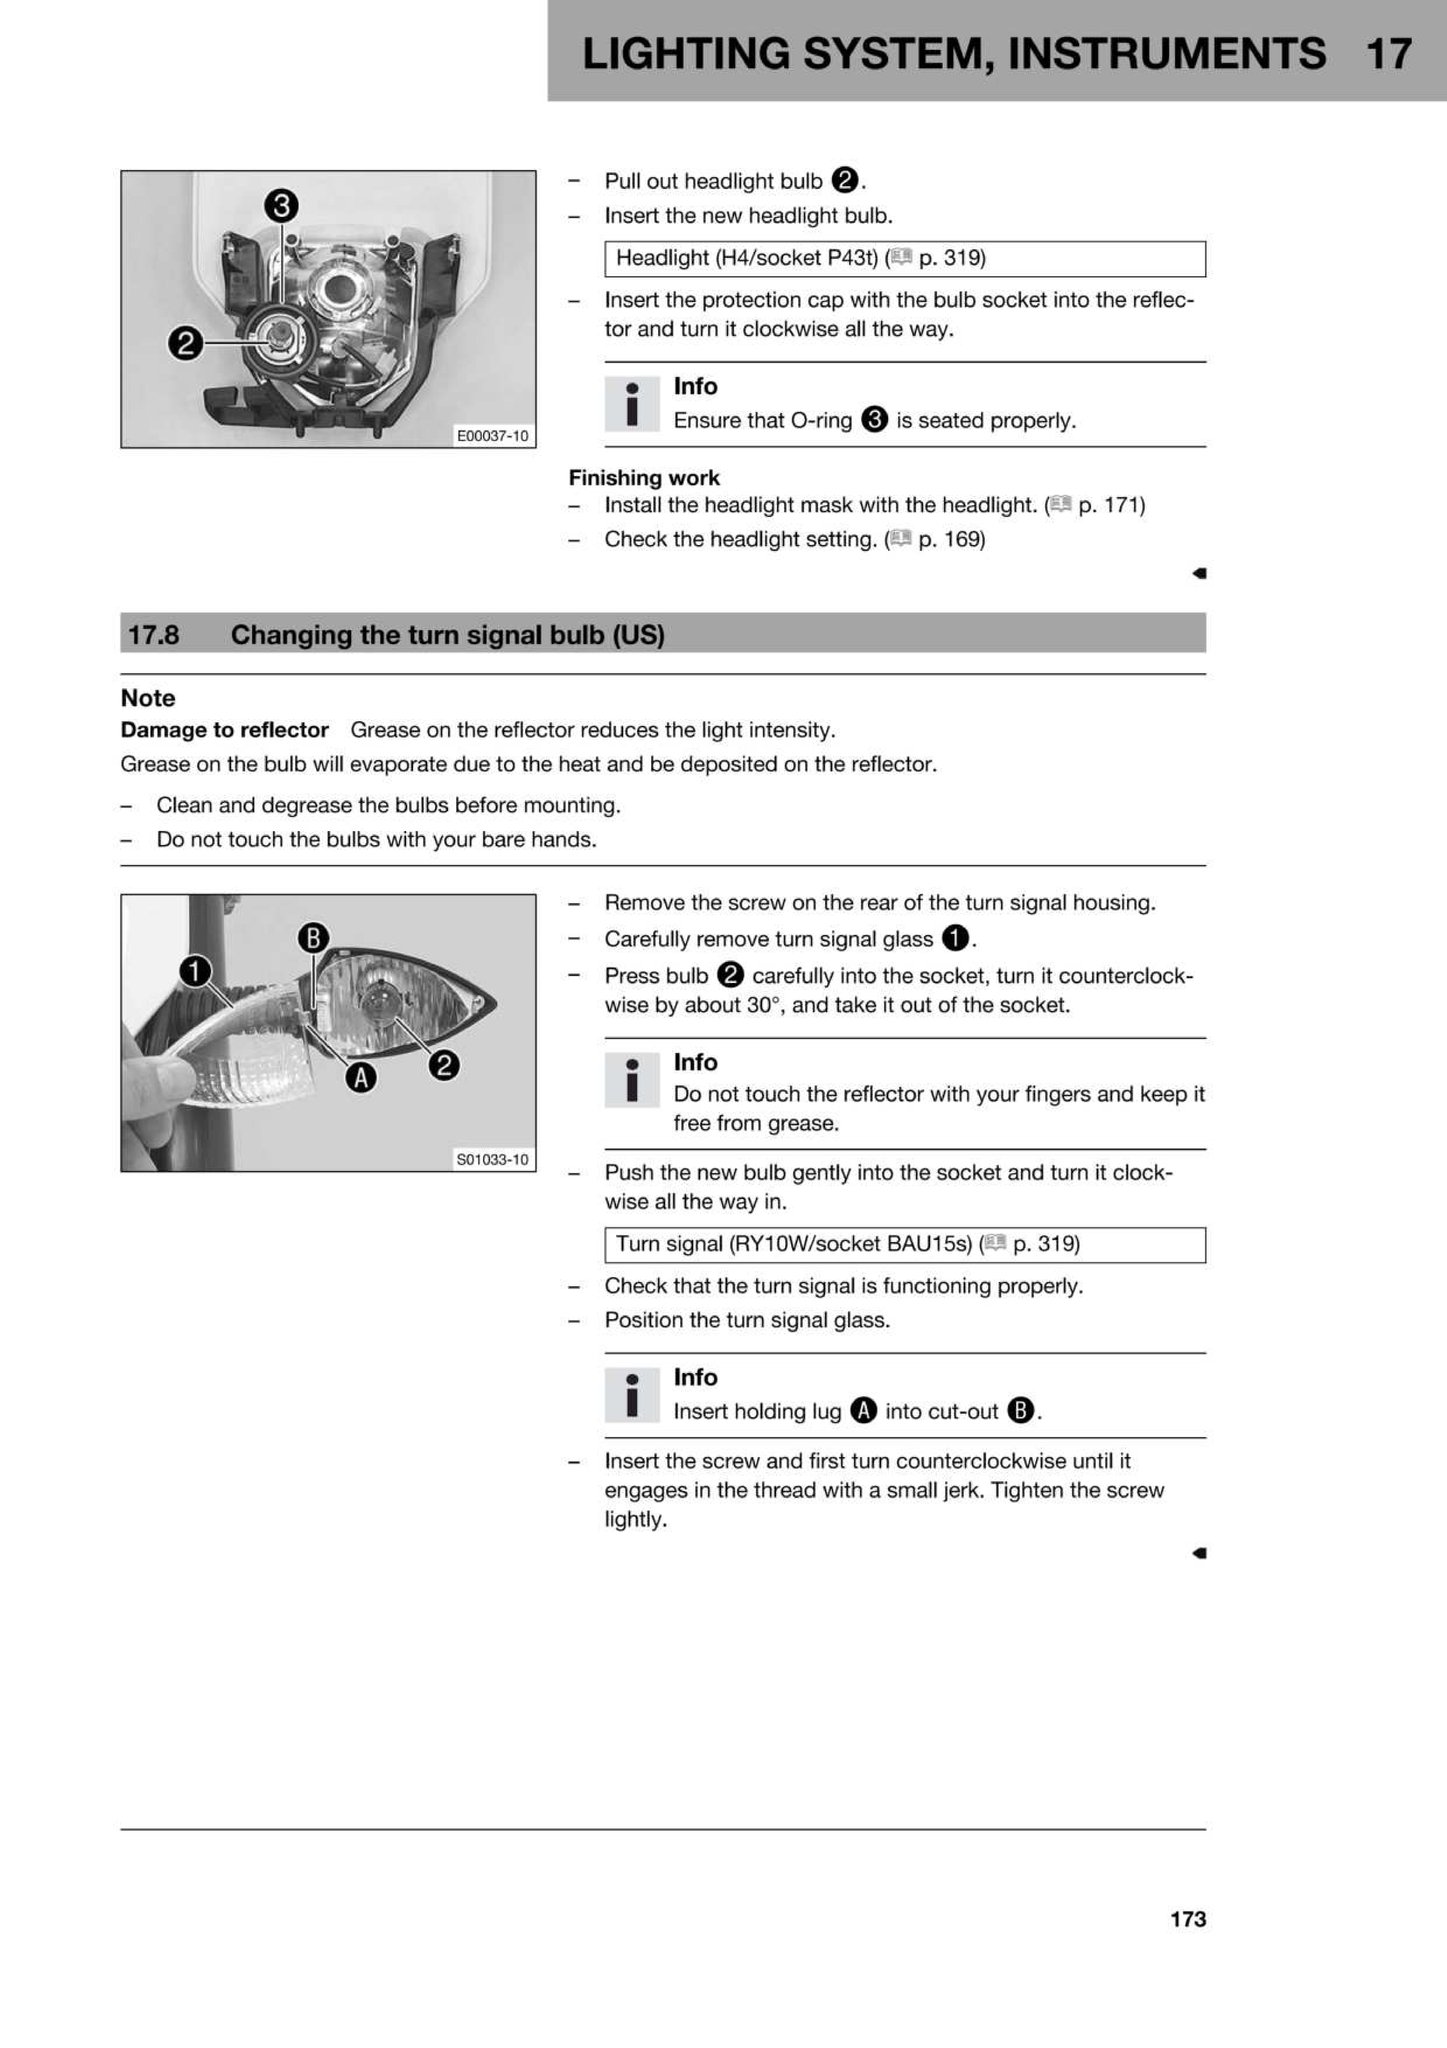 LIGHTING SYSTEM, INSTRUMENTS 17
3
2
E00037-10
– Pull out headlight bulb 2.
– Insert the new headlight bulb.
Headlight (H4/socket P43t) ( p. 319)
– Insert the protection cap with the bulb socket into the reflec-
tor and turn it clockwise all the way.
Info
Ensure that O-ring 3 is seated properly.
Finishing work
– Install the headlight mask with the headlight. ( p. 171)
– Check the headlight setting. ( p. 169)
17.8 Changing the turn signal bulb (US)
Note
Damage to reflector Grease on the reflector reduces the light intensity.
Grease on the bulb will evaporate due to the heat and be deposited on the reflector.
– Clean and degrease the bulbs before mounting.
– Do not touch the bulbs with your bare hands.
B
1
2
A
S01033-10
– Remove the screw on the rear of the turn signal housing.
– Carefully remove turn signal glass 1.
– Press bulb 2 carefully into the socket, turn it counterclock-
wise by about 30°, and take it out of the socket.
Info
Do not touch the reflector with your fingers and keep it
free from grease.
– Push the new bulb gently into the socket and turn it clock-
wise all the way in.
Turn signal (RY10W/socket BAU15s) ( p. 319)
– Check that the turn signal is functioning properly.
– Position the turn signal glass.
Info
Insert holding lug A into cut-out B.
– Insert the screw and first turn counterclockwise until it
engages in the thread with a small jerk. Tighten the screw
lightly.
173